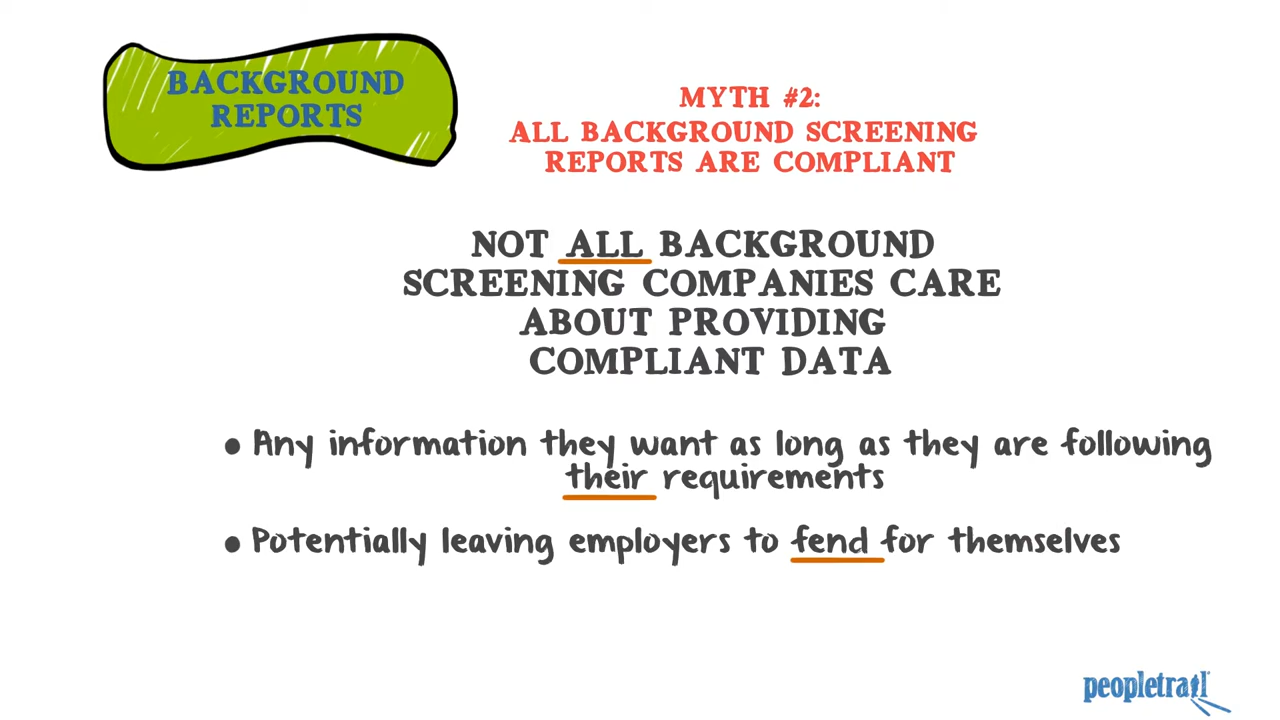 BACKGROUND
REPORTS
MYTH #2:
ALL BACKGROUND SCREENING
REPORTS ARE COMPLIANT
NOT ALL BACKGROUND
SCREENING COMPANIES CARE
ABOUT PROVIDING
COMPLIANT DATA
• Any information they want as long as they are following
their requirements
• Potentially leaving employers to fend for themselves
peopletrail